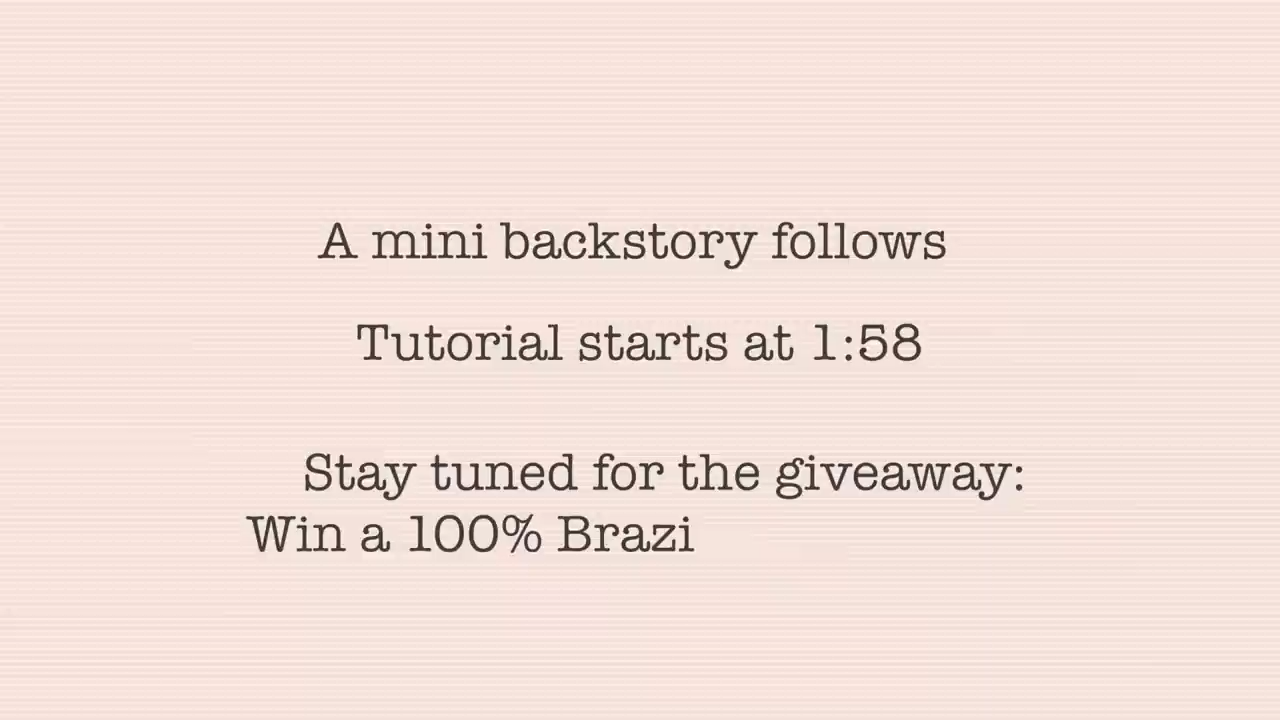 A mini backstory follows
Tutorial starts at 1:58
Stay tuned for the giveaway:
Win a 100% Brazi